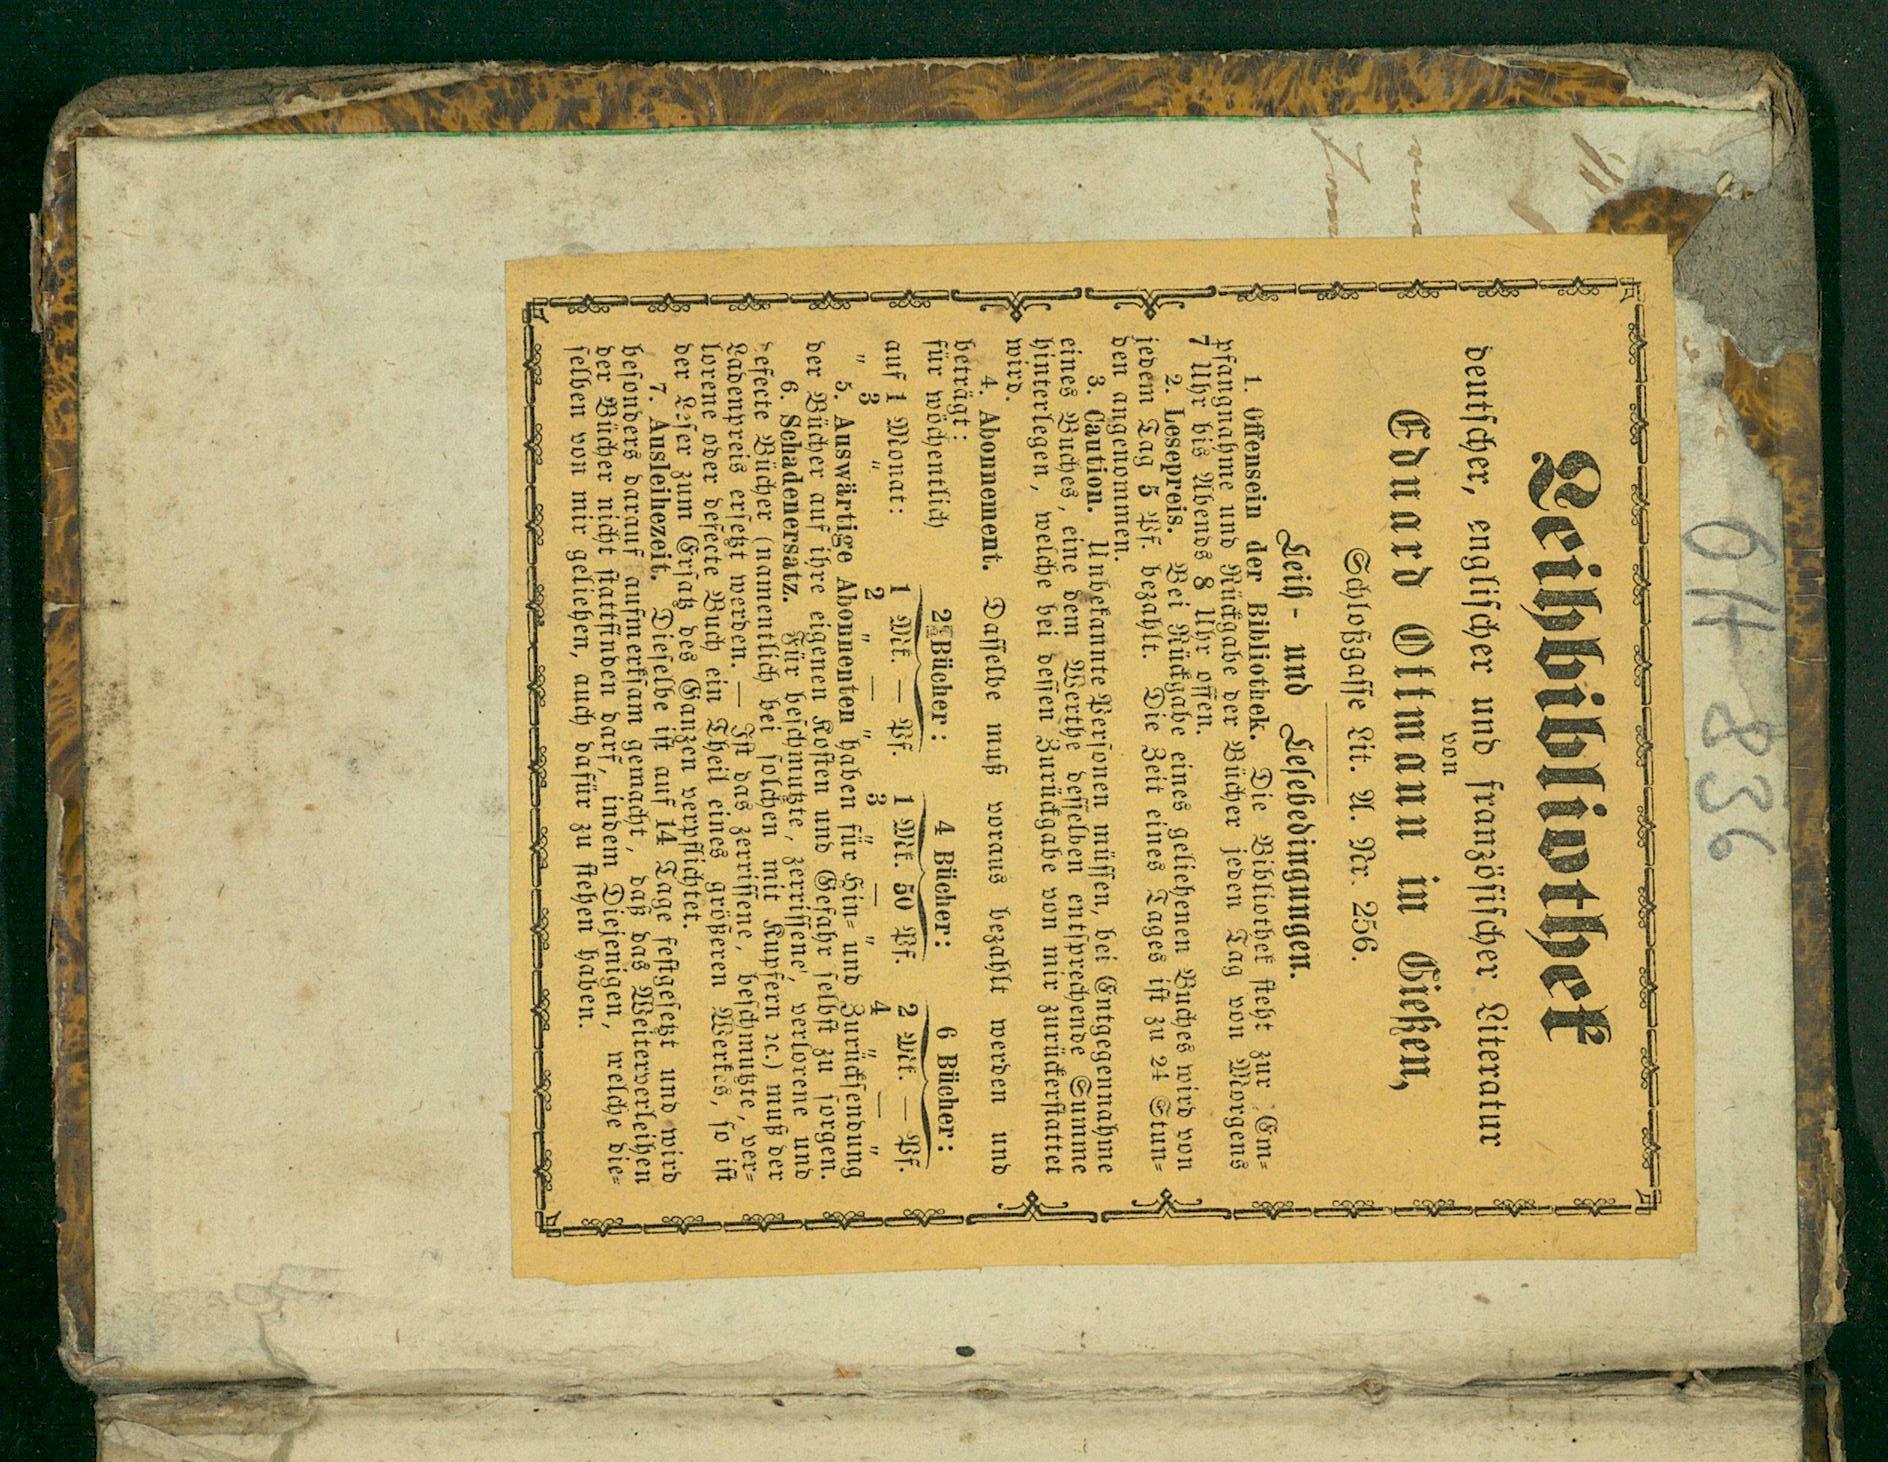 614-836
Leihbibliothek
deutscher, englischer und französischer Literatur
von
Eduard Ottmann in Gießen,
Schloßgasse Lit. A. Nr. 256.
Leih- und Lesebedingungen.
1. Offensein der Bibliothek. Die Bibliothek steht zur Em-
pfangnahme und Rückgabe der Bücher jeden Tag von Morgens
7 Uhr bis Abends 8 Uhr offen.
2. Lesepreis. Bei Rückgabe eines geliehenen Buches wird von
jedem Tag 5 Pf. bezahlt. Die Zeit eines Tages ist zu 24 Stun-
den angenommen.
3. Caution. Unbekannte Personen müssen, bei Entgegennahme
eines Buches, eine dem Werthe desselben entsprechende Summe
hinterlegen, welche bei dessen Zurückgabe von mir zurückerstattet
wird.
4. Abonnement. Dasselbe muß voraus bezahlt werden und
beträgt:
für wöchentlich 2 Bücher: 4 Bücher: 6 Bücher:
auf 1 Monat: 1 Mk. — Pf. 1 Mk. 50 Pf. 2 Mk. — Pf.
" 3 " 2 " — " 3 " — " 4 " — "
5. Auswärtige Abonnenten haben für Hin- und Zurücksendung
der Bücher auf ihre eigenen Kosten und Gefahr selbst zu sorgen.
6. Schadenersatz. Für beschmutzte, zerrissene, verlorene und
defecte Bücher (namentlich bei solchen mit Kupfern ꝛc.) muß der
Ladenpreis ersetzt werden. — Ist das zerrissene, beschmutzte, ver-
lorene oder defecte Buch ein Theil eines größeren Werkes, so ist
der Leser zum Ersatz des Ganzen verpflichtet.
7. Ausleihezeit. Dieselbe ist auf 14 Tage festgesetzt und wird
besonders darauf aufmerksam gemacht, daß das Weiterverleihen
der Bücher nicht stattfinden darf, indem Diejenigen, welche die-
selben von mir geliehen, auch dafür zu stehen haben.